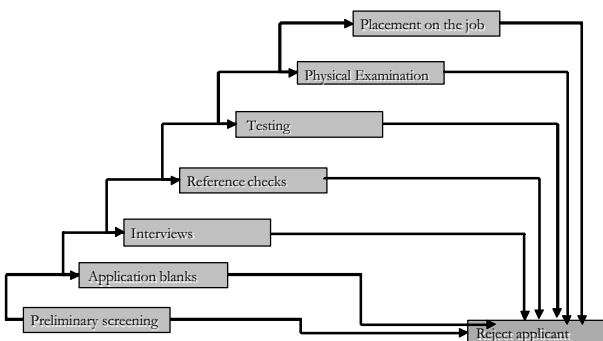 Placement on the job
Physical Examination
Testing
Reference checks
Interviews
Application blanks
Preliminary screening
Reject applicant